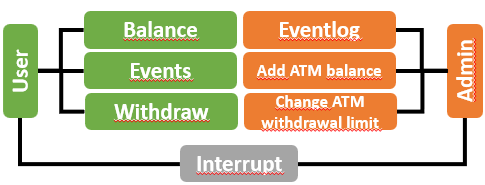 User
Balance
Eventlog
Admin
Events
Add ATM balance
Withdraw
Change ATM
withdrawal limit
Interrupt